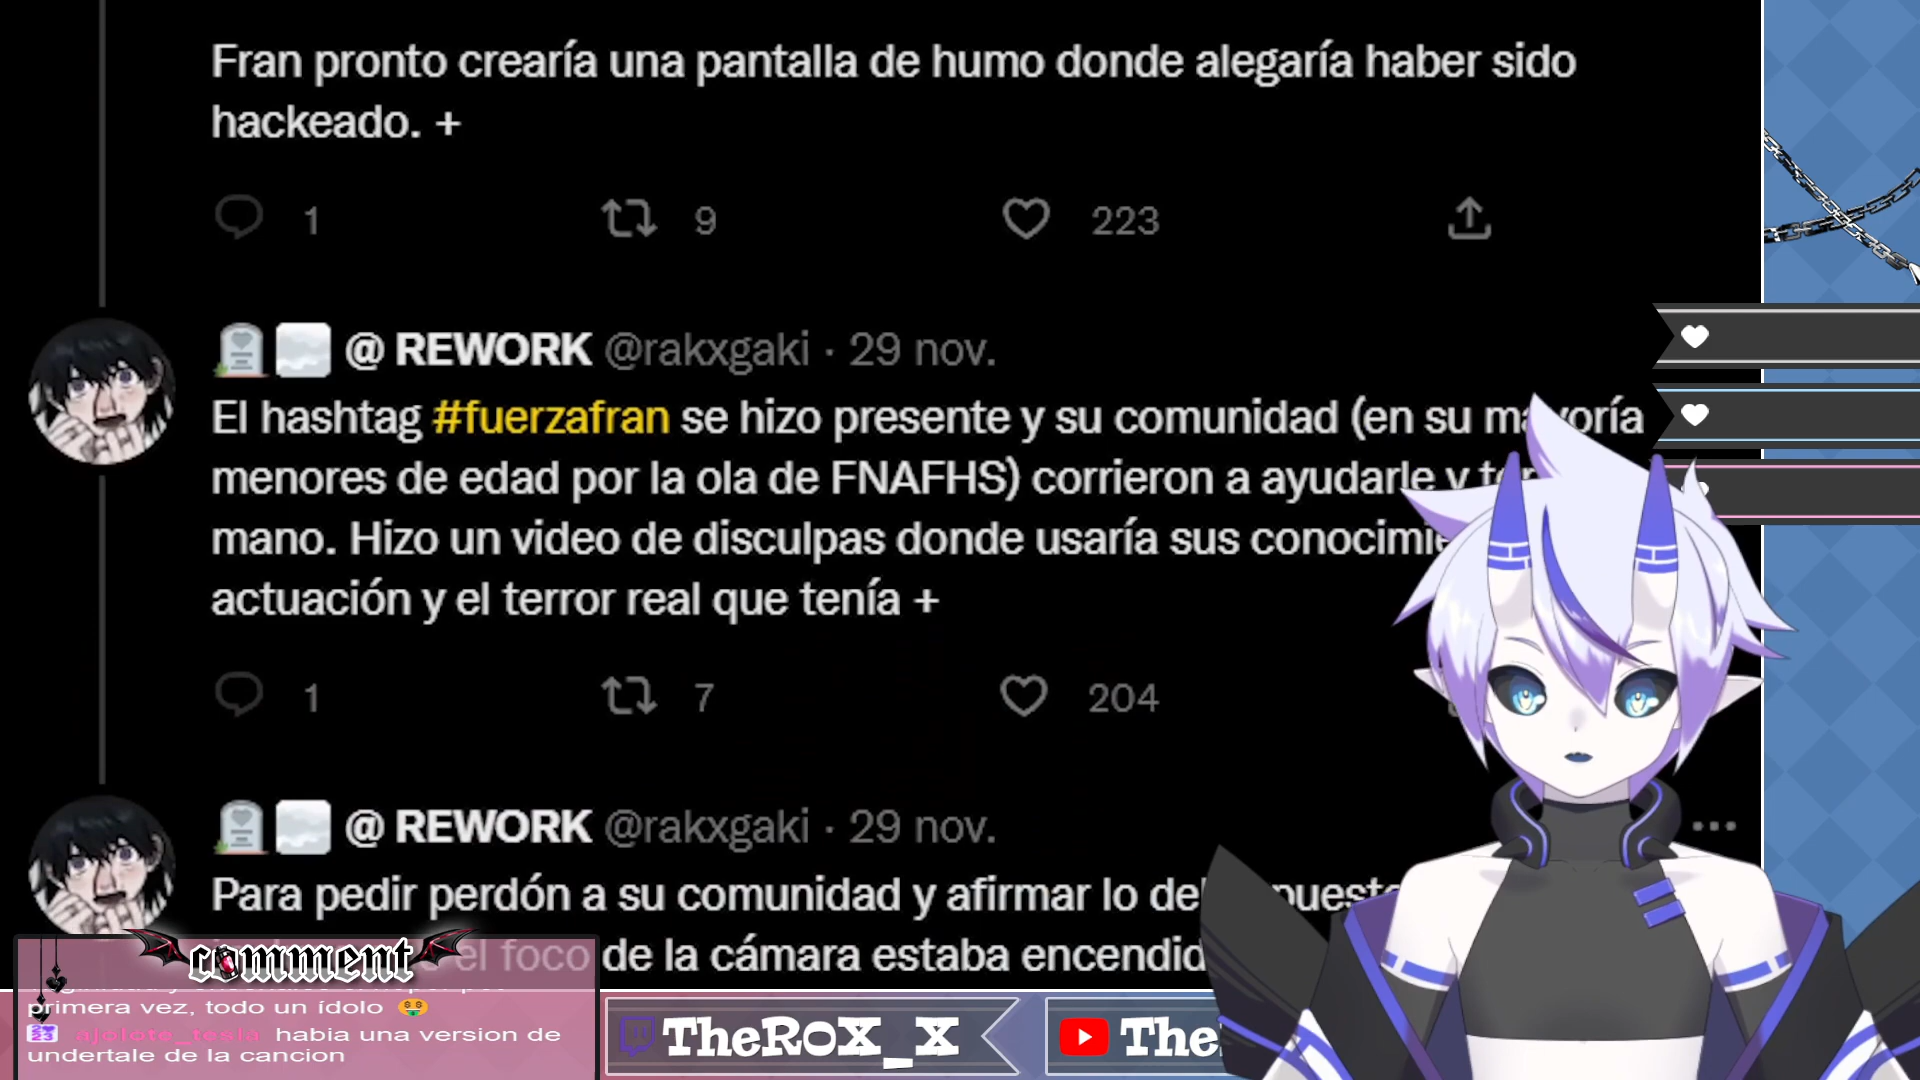 Fran pronto crearía una pantalla de humo donde alegaría haber sido
hackeado. +
1 9 223
@ REWORK @rakxgaki · 29 nov.
El hashtag #fuerzafran se hizo presente y su comunidad (en su mayoría
menores de edad por la ola de FNAFHS) corrieron a ayudarle y
mano. Hizo un video de disculpas donde usaría sus
actuación y el terror real que tenía +
1 7 204
@ REWORK @rakxgaki · 29 nov.
Para pedir perdón a su comunidad y afirmar lo
el foco de la cámara estaba
comment
primera vez, todo un ídolo
ajolote_tesla habia una version de
undertale de la cancion
TheROX_X
The